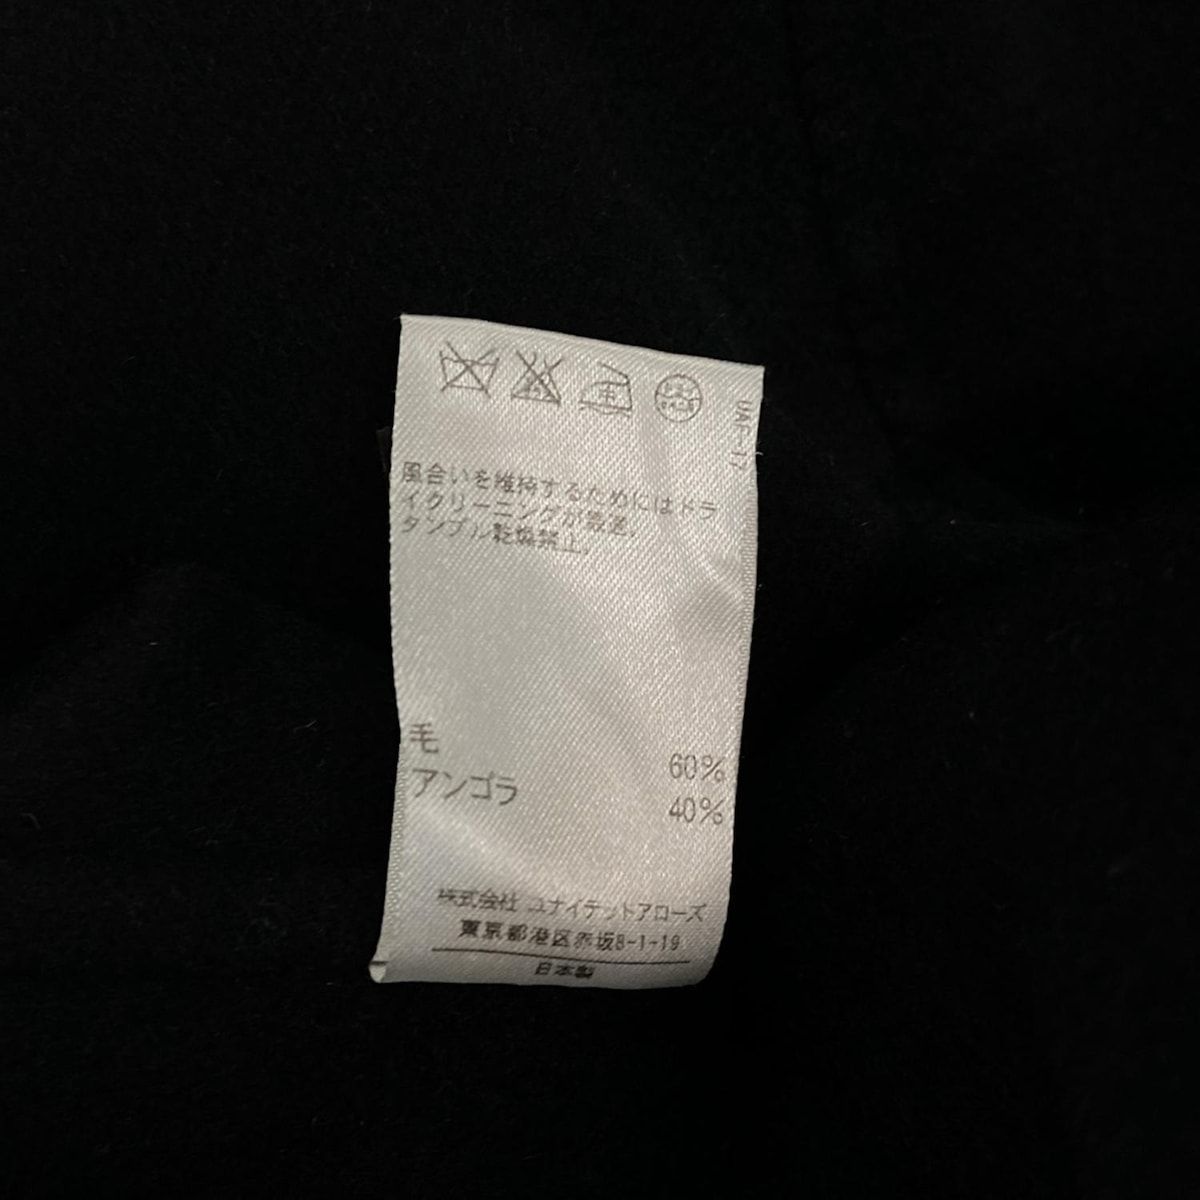 風合いを維持するためにはドラ
イクリーニングが最適。
タンブル乾燥禁止。
毛 60%
アンゴラ 40%
株式会社 ユナイテッドアローズ
東京都港区赤坂8-1-19
日本製